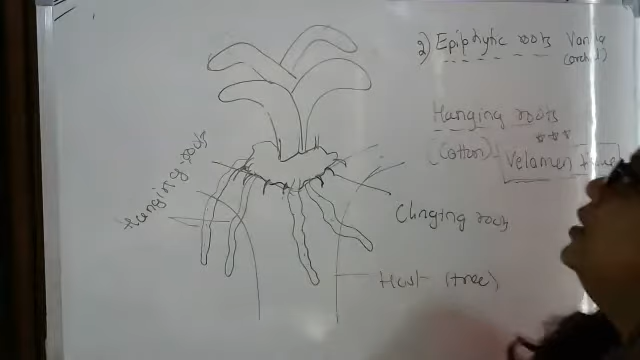 2) Epiphytic roots Vanda
(orchid)
Hanging roots
***
(Cotton) - Velamen tissue
Hanging roots
Clinging roots
Host (tree)